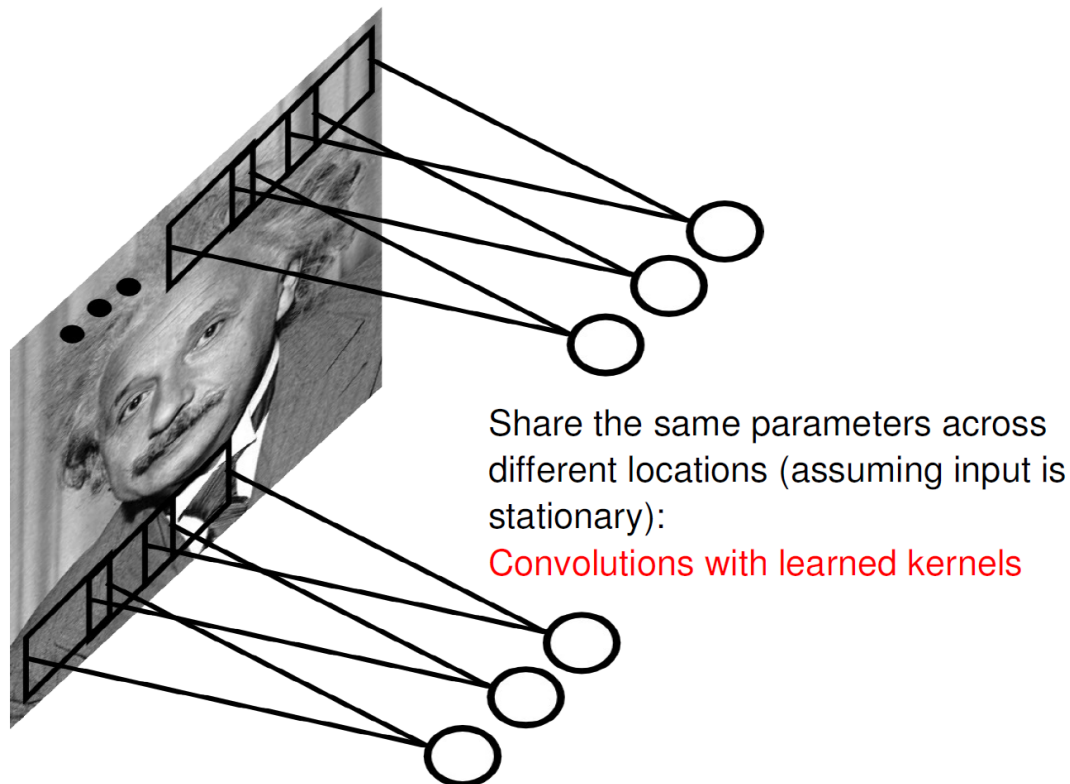 Share the same parameters across
different locations (assuming input is
stationary):
Convolutions with learned kernels